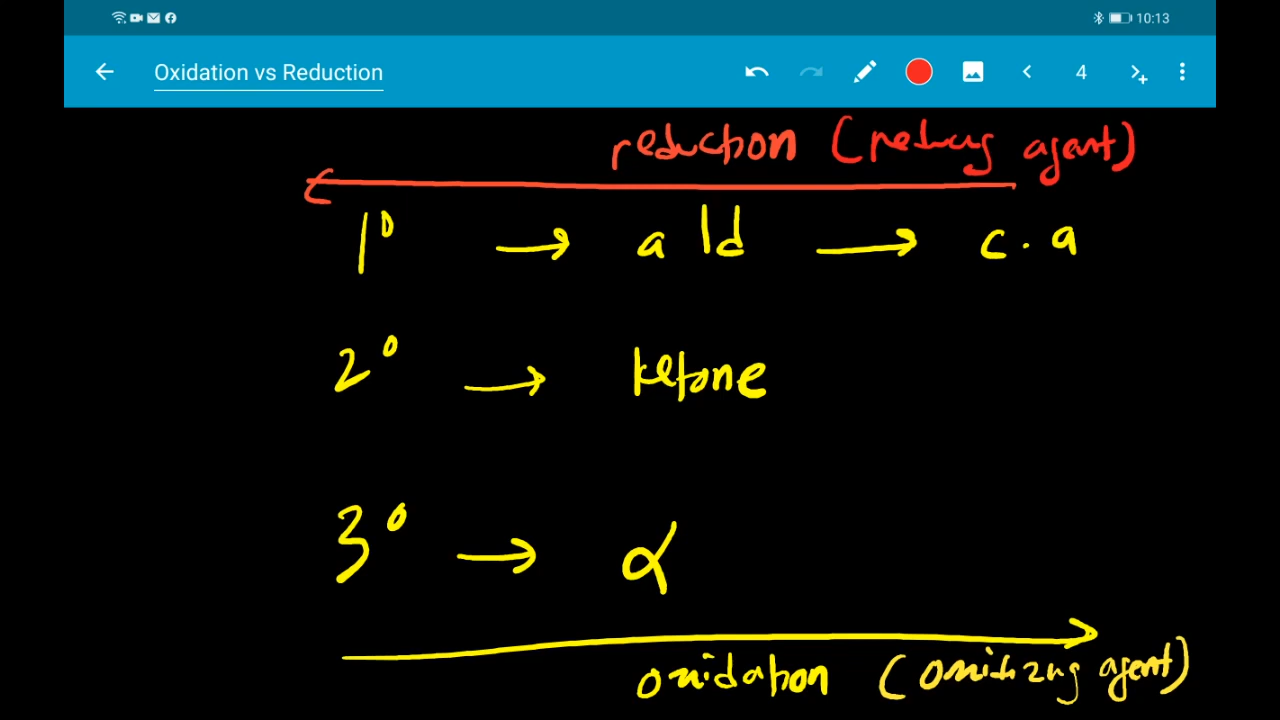 10:13
Oxidation vs Reduction 4
reduction (reducing agent)
1° → ald → c.a
2° → ketone
3° → α
oxidation (oxidizing agent)